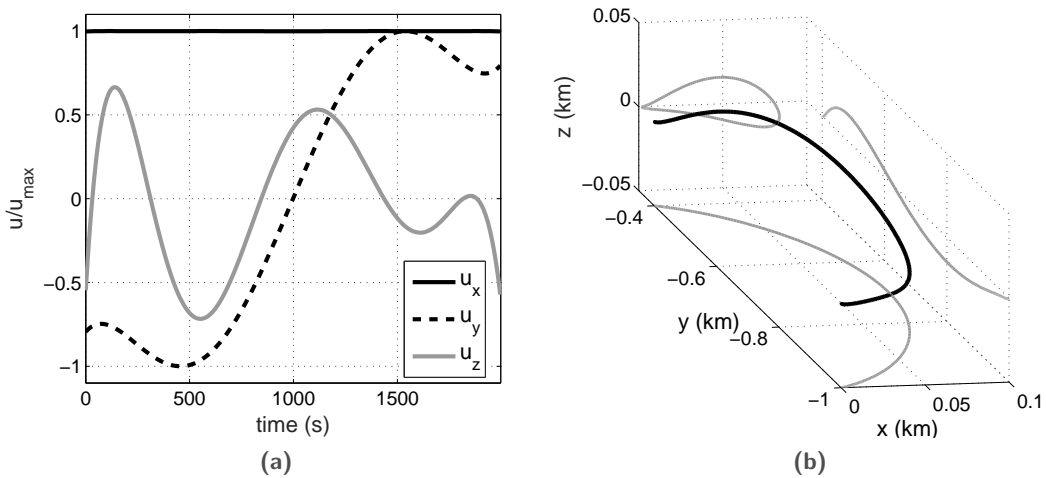 1
0.5
0
−0.5
−1
u/u_max
0
500
1000
1500
time (s)
u_x
u_y
u_z
(a)
0.05
0
−0.05
z (km)
−0.4
−0.6
−0.8
−1
y (km)
0
0.05
0.1
x (km)
(b)